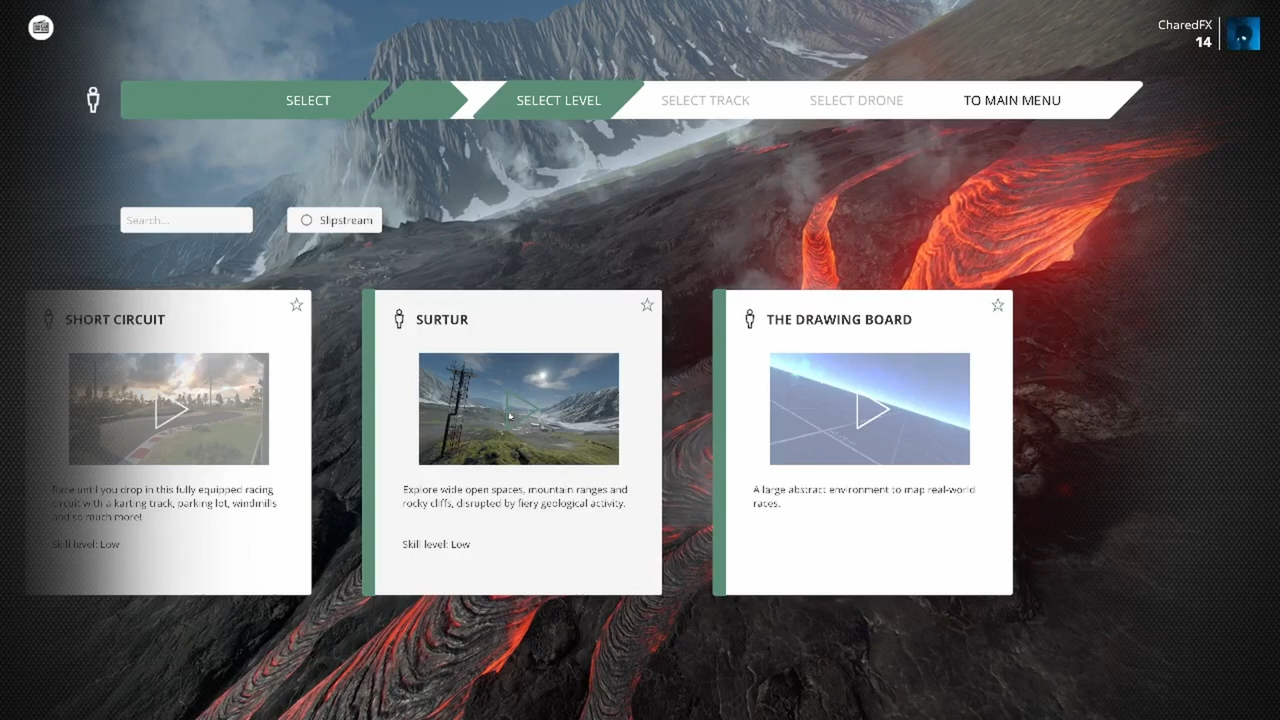 CharedFX
14
SELECT
SELECT LEVEL
SELECT TRACK
SELECT DRONE
TO MAIN MENU
Search...
Slipstream
SHORT CIRCUIT
Race until you drop in this fully equipped racing
circuit with a karting track, parking lot, windmills
and so much more!
Skill level: Low
SURTUR
Explore wide open spaces, mountain ranges and
rocky cliffs, disrupted by fiery geological activity.
Skill level: Low
THE DRAWING BOARD
A large abstract environment to map real-world
races.